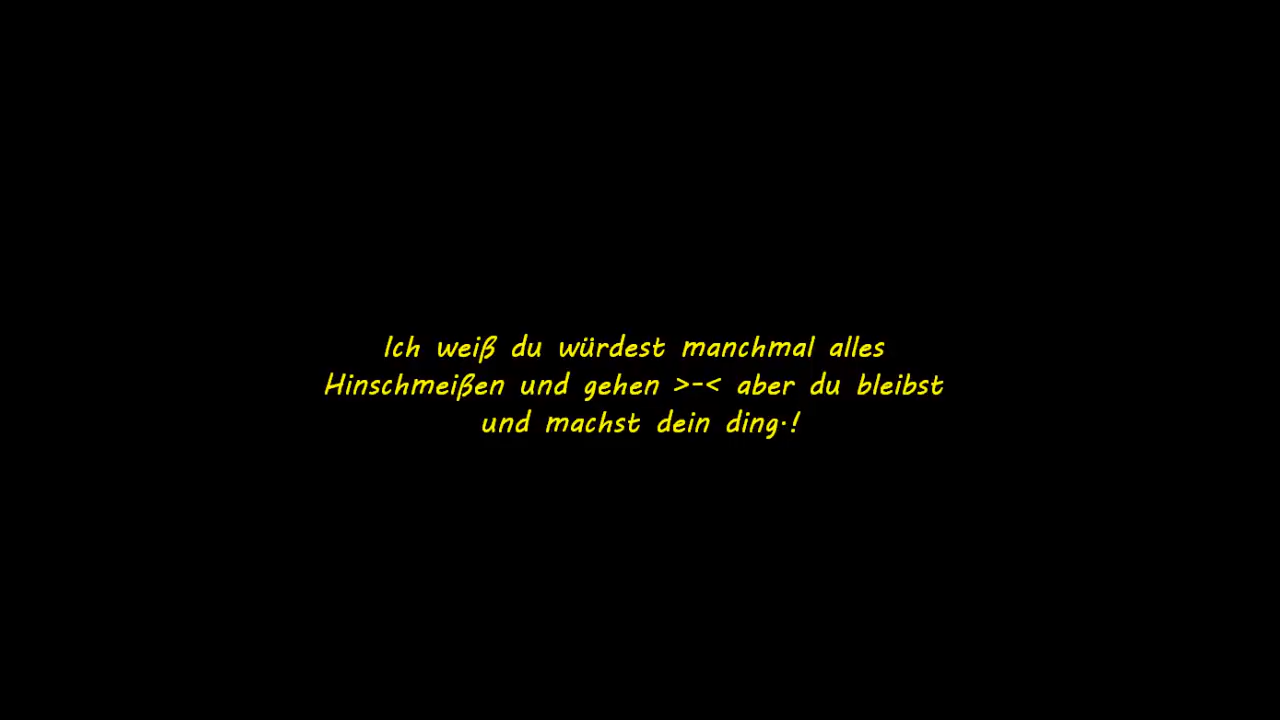 Ich weiß du würdest manchmal alles
Hinschmeißen und gehen >-< aber du bleibst
und machst dein ding.!